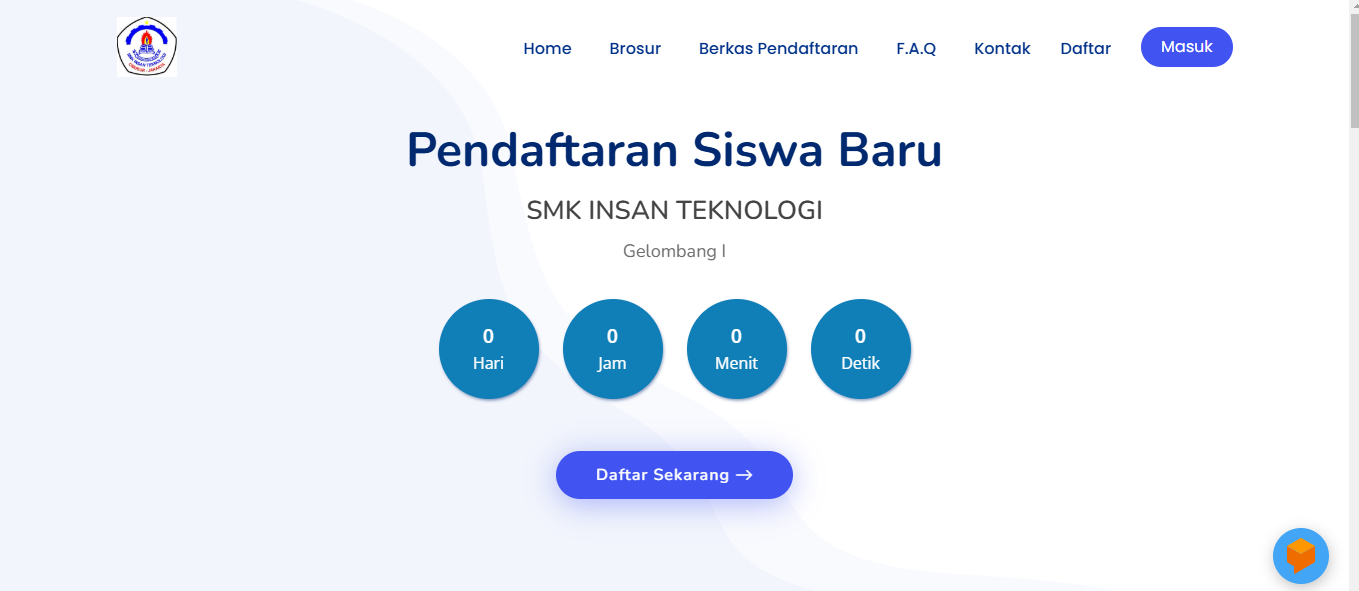 Home Brosur Berkas Pendaftaran F.A.Q Kontak Daftar Masuk
Pendaftaran Siswa Baru
SMK INSAN TEKNOLOGI
Gelombang I
0 0 0 0
Hari Jam Menit Detik
Daftar Sekarang →